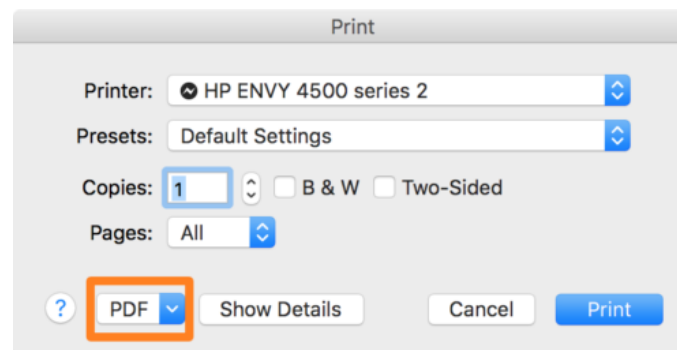 Print
Printer: HP ENVY 4500 series 2
Presets: Default Settings
Copies: 1 B & W Two-Sided
Pages: All
? PDF Show Details Cancel Print